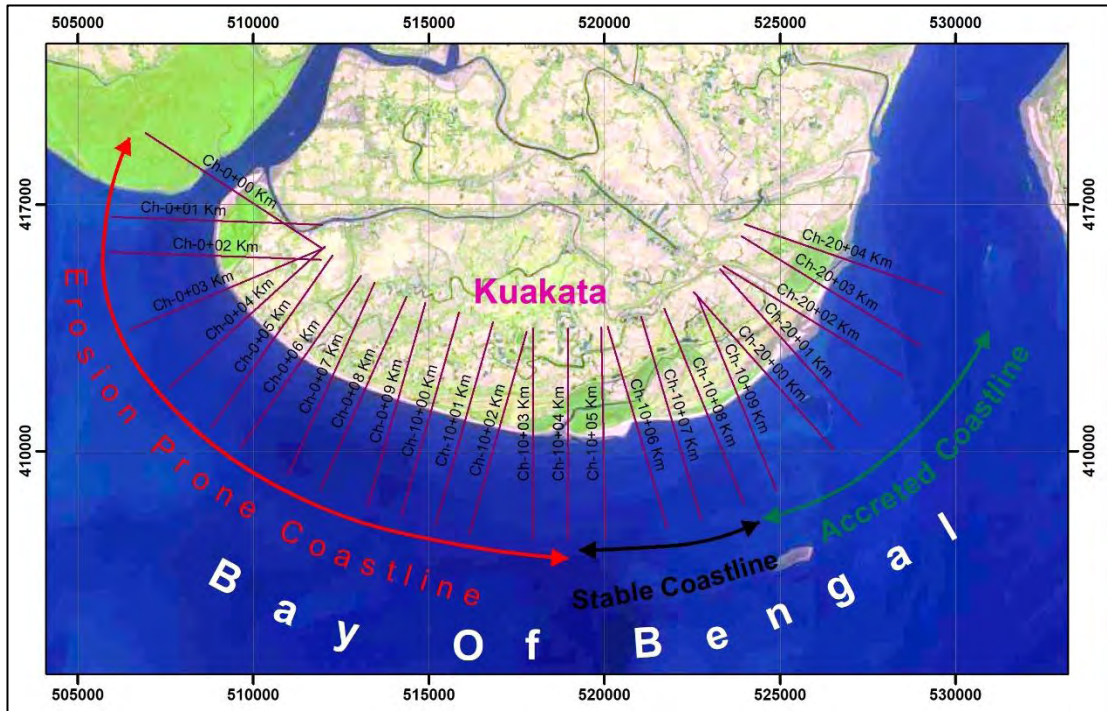 505000 510000 515000 520000 525000 530000
417000 417000
410000 410000
Ch-0+00 Km
Ch-0+01 Km
Ch-0+02 Km
Ch-0+03 Km
Ch-0+04 Km
Ch-0+05 Km
Ch-0+06 Km
Ch-0+07 Km
Ch-0+08 Km
Ch-0+09 Km
Ch-10+00 Km
Ch-10+01 Km
Ch-10+02 Km
Ch-10+03 Km
Ch-10+04 Km
Ch-10+05 Km
Ch-10+06 Km
Ch-10+07 Km
Ch-10+08 Km
Ch-10+09 Km
Ch-20+00 Km
Ch-20+01 Km
Ch-20+02 Km
Ch-20+03 Km
Ch-20+04 Km
Kuakata
Erosion Prone Coastline
Stable Coastline
Accreted Coastline
Bay Of Bengal
505000 510000 515000 520000 525000 530000